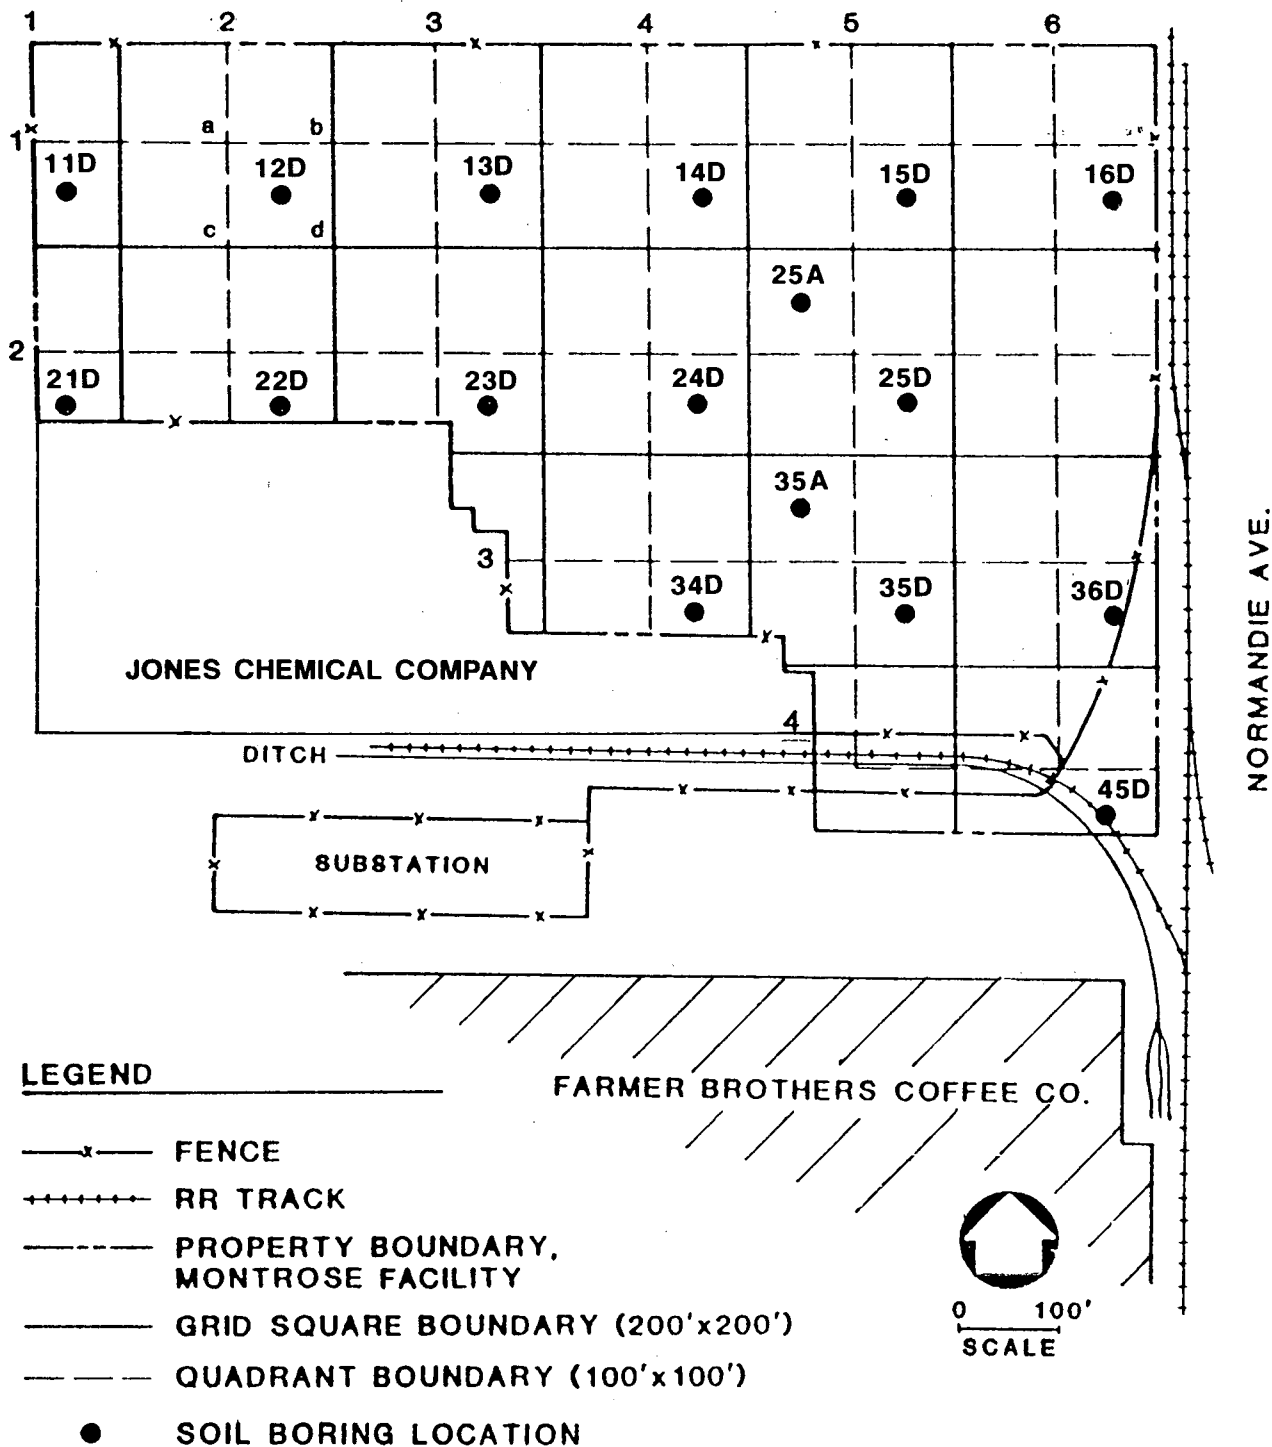 1 2 3 4 5 6
a b
1
11D 12D 13D 14D 15D 16D
c d
25A
2
21D 22D 23D 24D 25D
35A
3
34D 35D 36D
JONES CHEMICAL COMPANY
4
DITCH
45D
NORMANDIE AVE.
SUBSTATION
FARMER BROTHERS COFFEE CO.
LEGEND
FENCE
RR TRACK
PROPERTY BOUNDARY,
MONTROSE FACILITY
GRID SQUARE BOUNDARY (200'x200')
QUADRANT BOUNDARY (100'x100')
SOIL BORING LOCATION
0 100'
SCALE